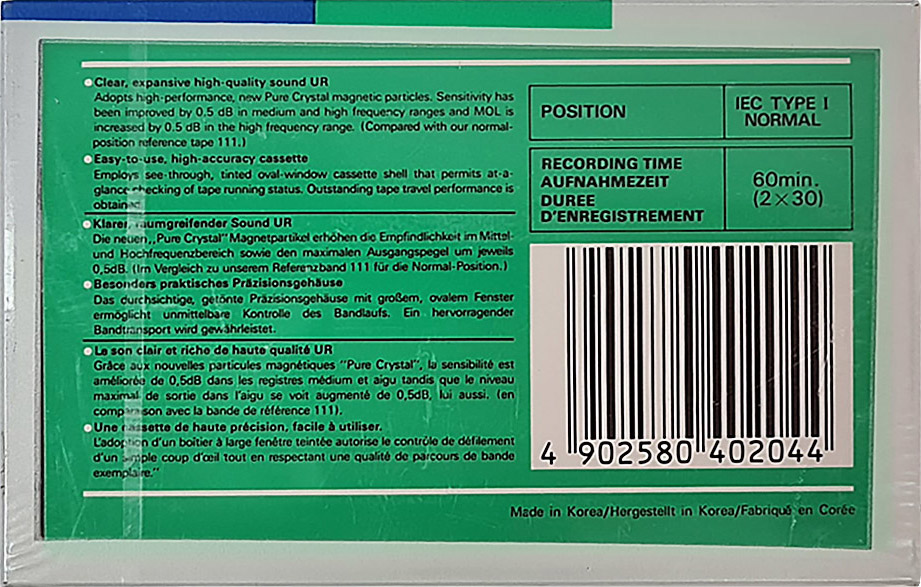 ●Clear, expansive high-quality sound UR
Adopts high-performance, new Pure Crystal magnetic particles. Sensitivity has
been improved by 0.5 dB in medium and high frequency ranges and MOL is
increased by 0.5 dB in the high frequency range. (Compared with our normal-
position reference tape 111.)
●Easy-to-use, high-accuracy cassette
Employs see-through, tinted oval-window cassette shell that permits at-a-
glance checking of tape running status. Outstanding tape travel performance is
obtained.
●Klarer, raumgreifender Sound UR
Die neuen „Pure Crystal" Magnetpartikel erhöhen die Empfindlichkeit im Mittel-
und Hochfrequenzbereich sowie den maximalen Ausgangspegel um jeweils
0,5dB. (Im Vergleich zu unserem Referenzband 111 für die Normal-Position.)
●Besonders praktisches Präzisionsgehäuse
Das durchsichtige, getönte Präzisionsgehäuse mit großem, ovalem Fenster
ermöglicht unmittelbare Kontrolle des Bandlaufs. Ein hervorragender
Bandtransport wird gewährleistet.
●Le son clair et riche de haute qualité UR
Grâce aux nouvelles particules magnétiques "Pure Crystal", la sensibilité est
améliorée de 0,5dB dans les registres médium et aigu tandis que le niveau
maximal de sortie dans l'aigu se voit augmenté de 0,5dB, lui aussi. (en
comparaison avec la bande de référence 111).
●Une cassette de haute précision, facile à utiliser.
L'adoption d'un boîtier à large fenêtre teintée autorise le contrôle de défilement
d'un simple coup d'œil tout en respectant une qualité de parcours de bande
exemplaire."
POSITION
IEC TYPE I
NORMAL
RECORDING TIME
AUFNAHMEZEIT
DUREE
D'ENREGISTREMENT
60min.
(2×30)
4 902580 402044
Made in Korea/Hergestellt in Korea/Fabriqué en Corée